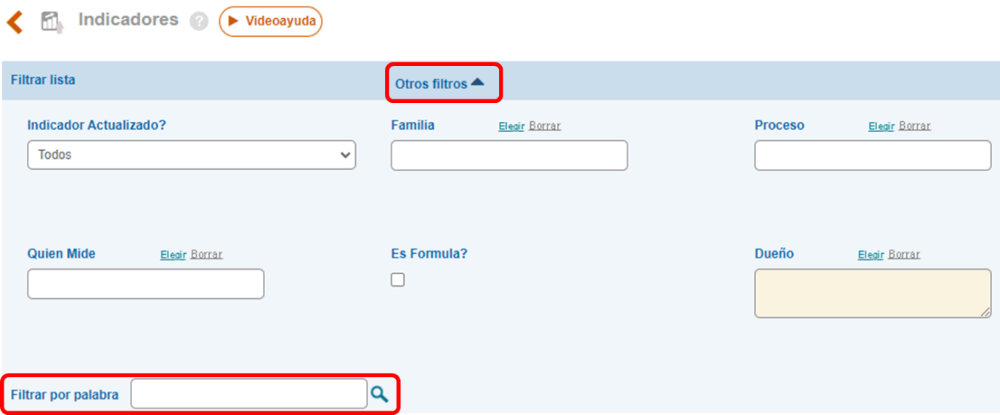 Indicadores ? Videoayuda
Filtrar lista Otros filtros
Indicador Actualizado? Familia Elegir Borrar Proceso Elegir Borrar
Todos
Quien Mide Elegir Borrar Es Formula? Dueño Elegir Borrar
Filtrar por palabra